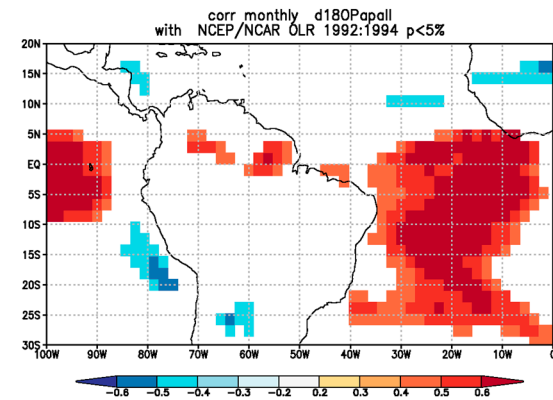 corr monthly d18OPapall
with NCEP/NCAR OLR 1992:1994 p<5%
20N
15N
10N
5N
EQ
5S
10S
15S
20S
25S
30S
100W 90W 80W 70W 60W 50W 40W 30W 20W 10W 0
-0.6 -0.5 -0.4 -0.3 -0.2 0.2 0.3 0.4 0.5 0.6